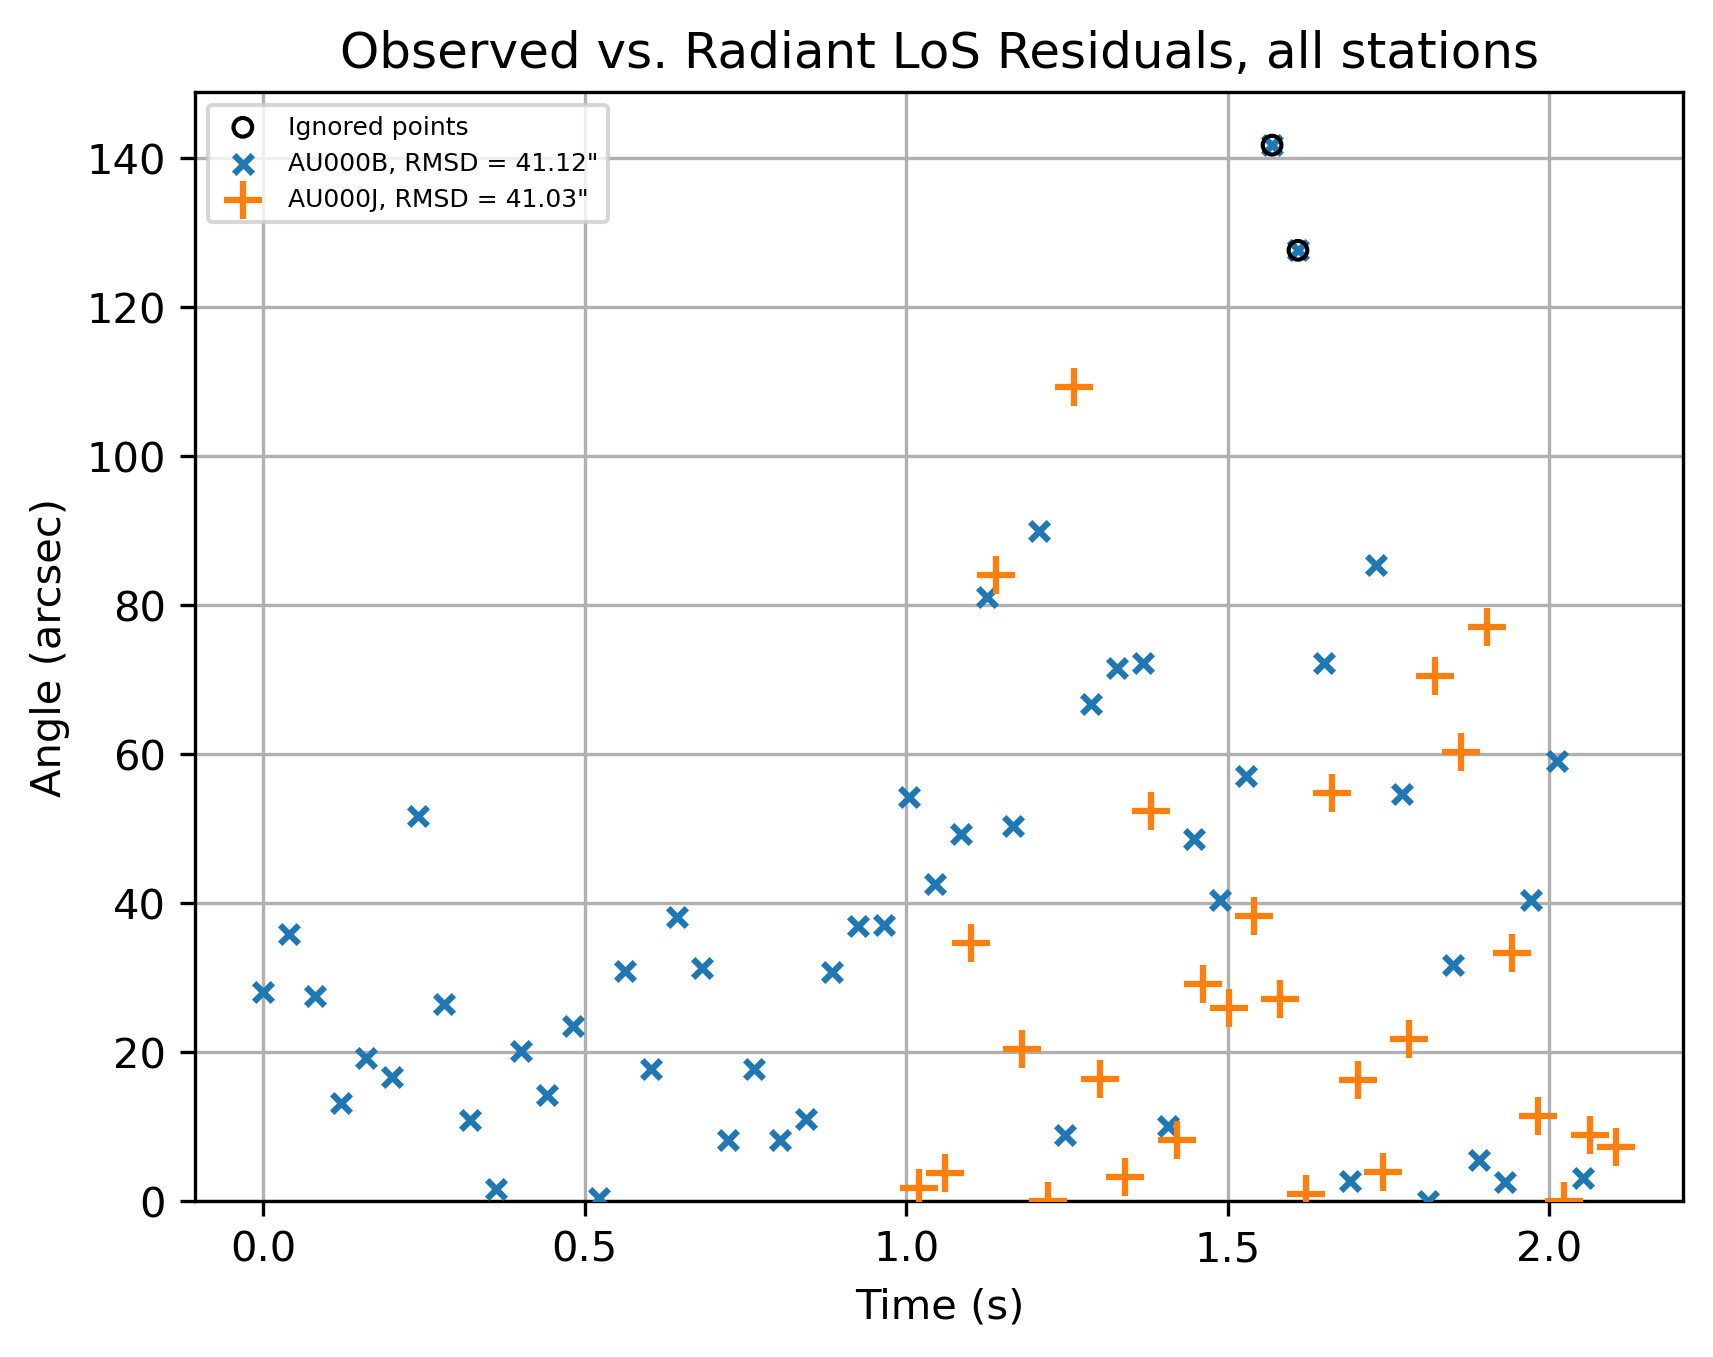 Observed vs. Radiant LoS Residuals, all stations
Ignored points
AU000B, RMSD = 41.12"
AU000J, RMSD = 41.03"
140
120
100
80
60
40
20
0
Angle (arcsec)
0.0 0.5 1.0 1.5 2.0
Time (s)